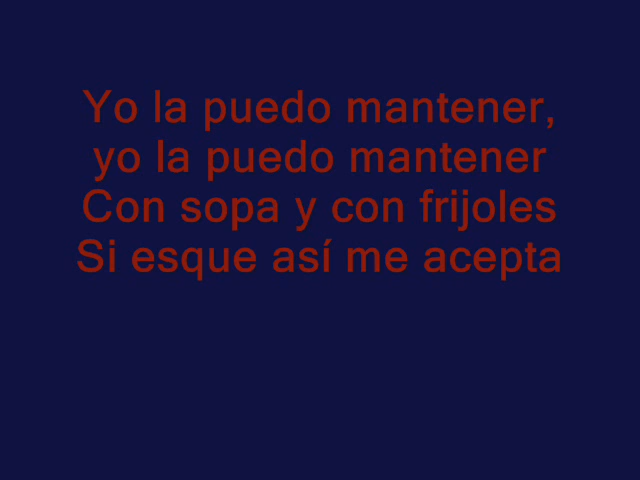 Yo la puedo mantener,
yo la puedo mantener
Con sopa y con frijoles
Si esque así me acepta